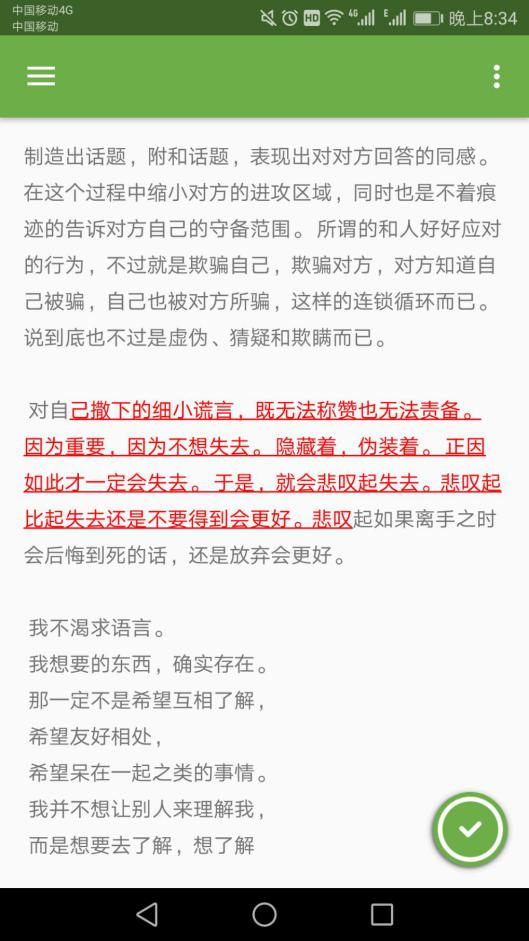 中国移动4G
中国移动
HD 4G E 晚上8:34
制造出话题，附和话题，表现出对对方回答的同感。
在这个过程中缩小对方的进攻区域，同时也是不着痕
迹的告诉对方自己的守备范围。所谓的和人好好应对
的行为，不过就是欺骗自己，欺骗对方，对方知道自
己被骗，自己也被对方所骗，这样的连锁循环而已。
说到底也不过是虚伪、猜疑和欺瞒而已。
对自己撒下的细小谎言，既无法称赞也无法责备。
因为重要，因为不想失去。隐藏着，伪装着。正因
如此才一定会失去。于是，就会悲叹起失去。悲叹起
比起失去还是不要得到会更好。悲叹起如果离手之时
会后悔到死的话，还是放弃会更好。
我不渴求语言。
我想要的东西，确实存在。
那一定不是希望互相了解，
希望友好相处，
希望呆在一起之类的事情。
我并不想让别人来理解我，
而是想要去了解，想了解